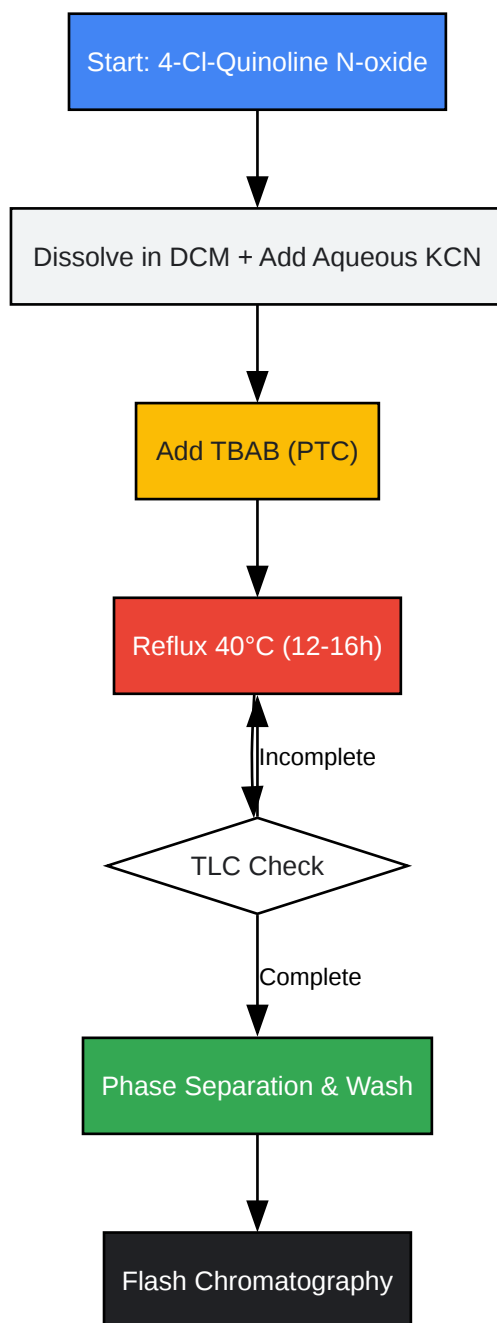 Start: 4-Cl-Quinoline N-oxide
Dissolve in DCM + Add Aqueous KCN
Add TBAB (PTC)
Reflux 40°C (12-16h)
Incomplete
TLC Check
Complete
Phase Separation & Wash
Flash Chromatography